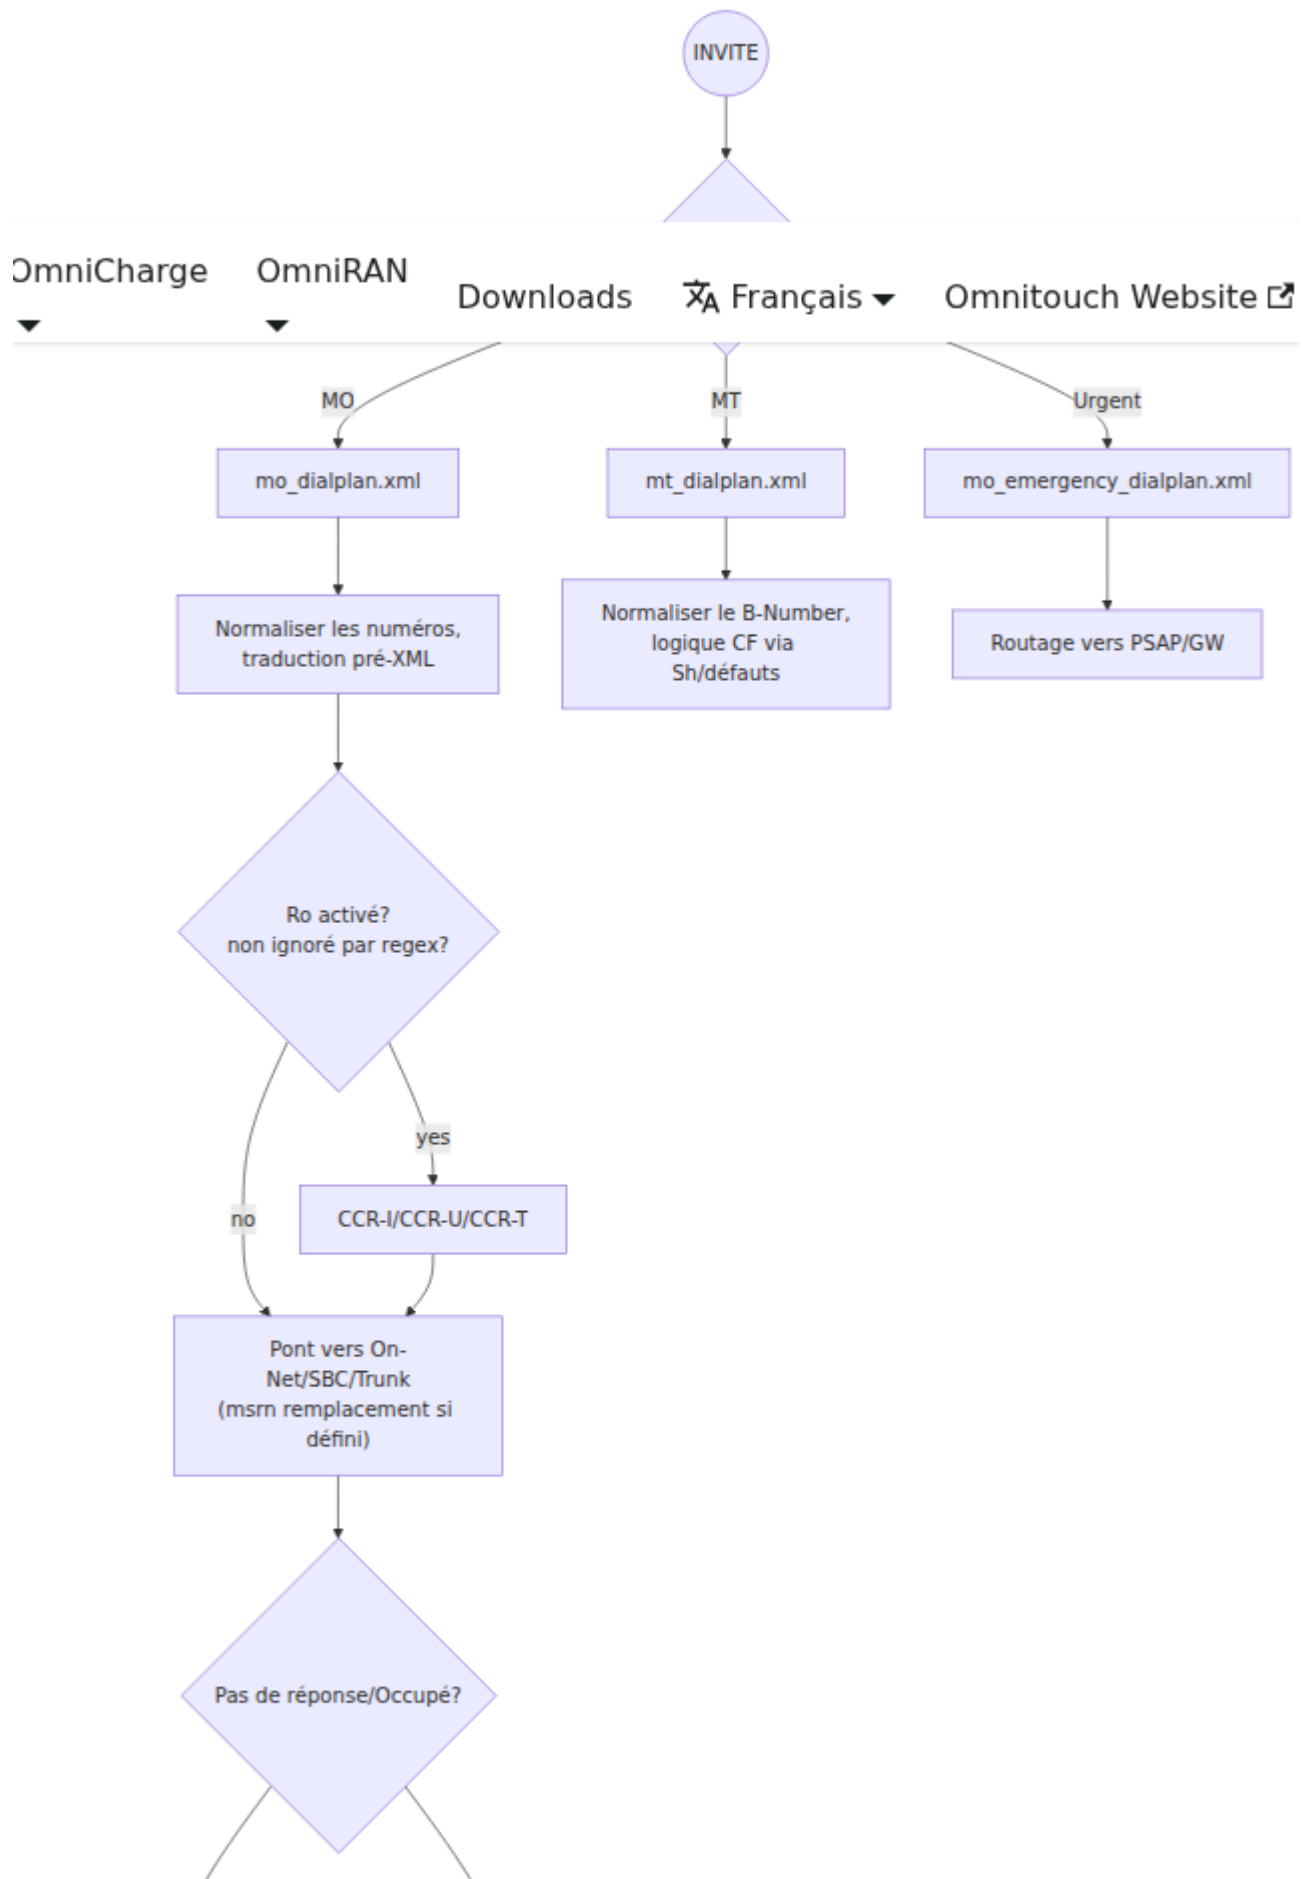 INVITE
OmniCharge
OmniRAN
Downloads
Français
Omnitouch Website
MO
MT
Urgent
mo_dialplan.xml
mt_dialplan.xml
mo_emergency_dialplan.xml
Normaliser les numéros,
traduction pré-XML
Normaliser le B-Number,
logique CF via
Sh/défauts
Routage vers PSAP/GW
Ro activé?
non ignoré par regex?
yes
no
CCR-I/CCR-U/CCR-T
Pont vers On-
Net/SBC/Trunk
(msrn remplacement si
défini)
Pas de réponse/Occupé?